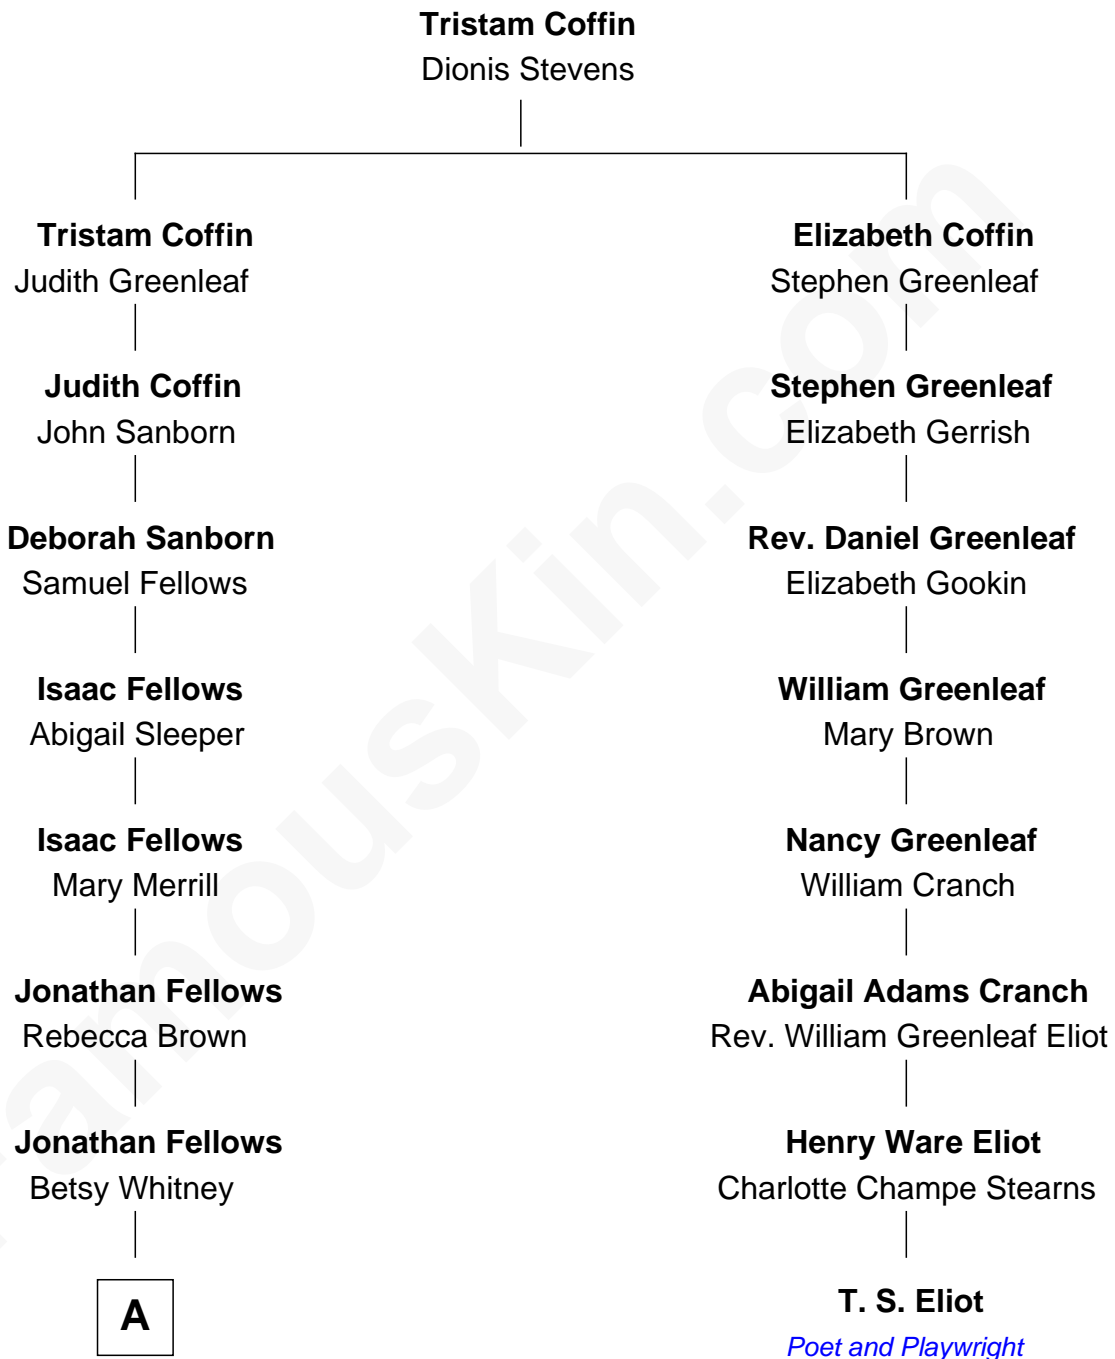 Tristam Coffin
Dionis Stevens
Tristam Coffin
Judith Greenleaf
Judith Coffin
John Sanborn
Deborah Sanborn
Samuel Fellows
Isaac Fellows
Abigail Sleeper
Isaac Fellows
Mary Merrill
Jonathan Fellows
Rebecca Brown
Jonathan Fellows
Betsy Whitney
A
Elizabeth Coffin
Stephen Greenleaf
Stephen Greenleaf
Elizabeth Gerrish
Rev. Daniel Greenleaf
Elizabeth Gookin
William Greenleaf
Mary Brown
Nancy Greenleaf
William Cranch
Abigail Adams Cranch
Rev. William Greenleaf Eliot
Henry Ware Eliot
Charlotte Champe Stearns
T. S. Eliot
Poet and Playwright
FamousKin.com